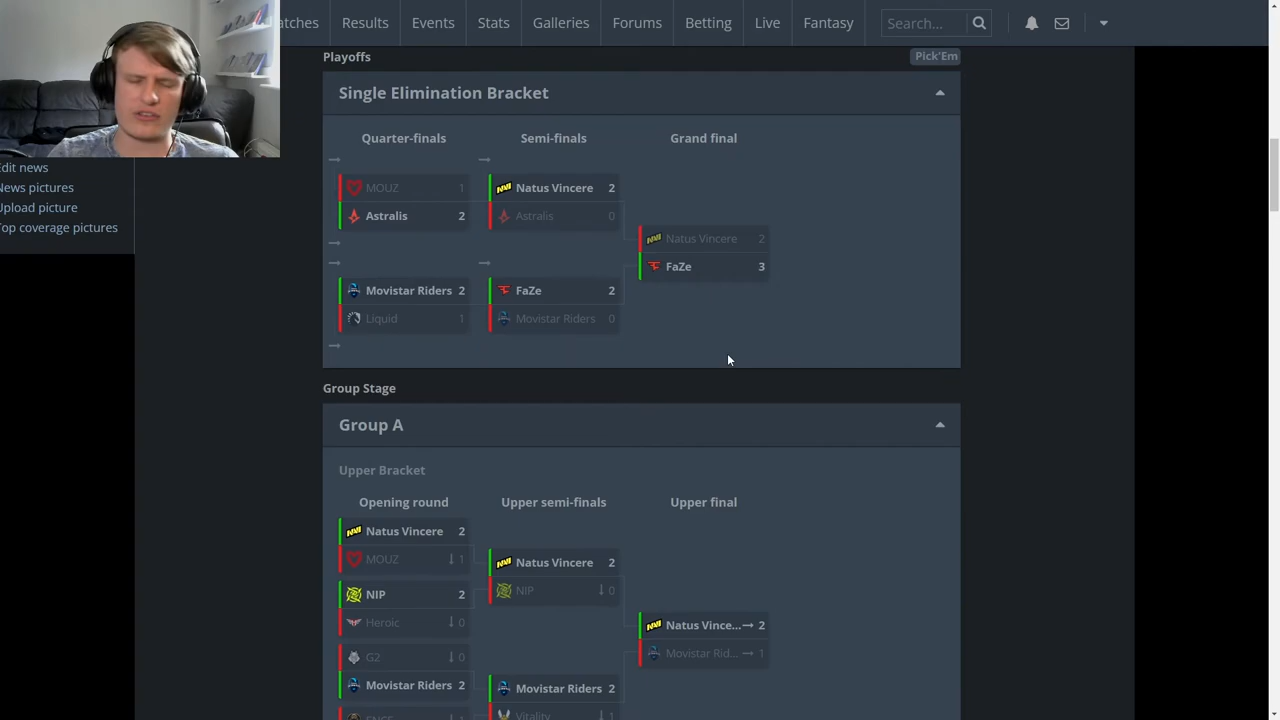 Matches Results Events Stats Galleries Forums Betting Live Fantasy Search...
Edit news
News pictures
Upload picture
Top coverage pictures
Playoffs Pick'Em
Single Elimination Bracket
Quarter-finals Semi-finals Grand final
MOUZ 1
Astralis 2
Natus Vincere 2
Astralis 0
Natus Vincere 2
FaZe 3
Movistar Riders 2
Liquid 1
FaZe 2
Movistar Riders 0
Group Stage
Group A
Upper Bracket
Opening round Upper semi-finals Upper final
Natus Vincere 2
MOUZ 1
NIP 2
Heroic 0
Natus Vincere 2
NIP 0
Natus Vince... 2
Movistar Rid... 1
G2 0
Movistar Riders 2
Movistar Riders 2
Vitality 1